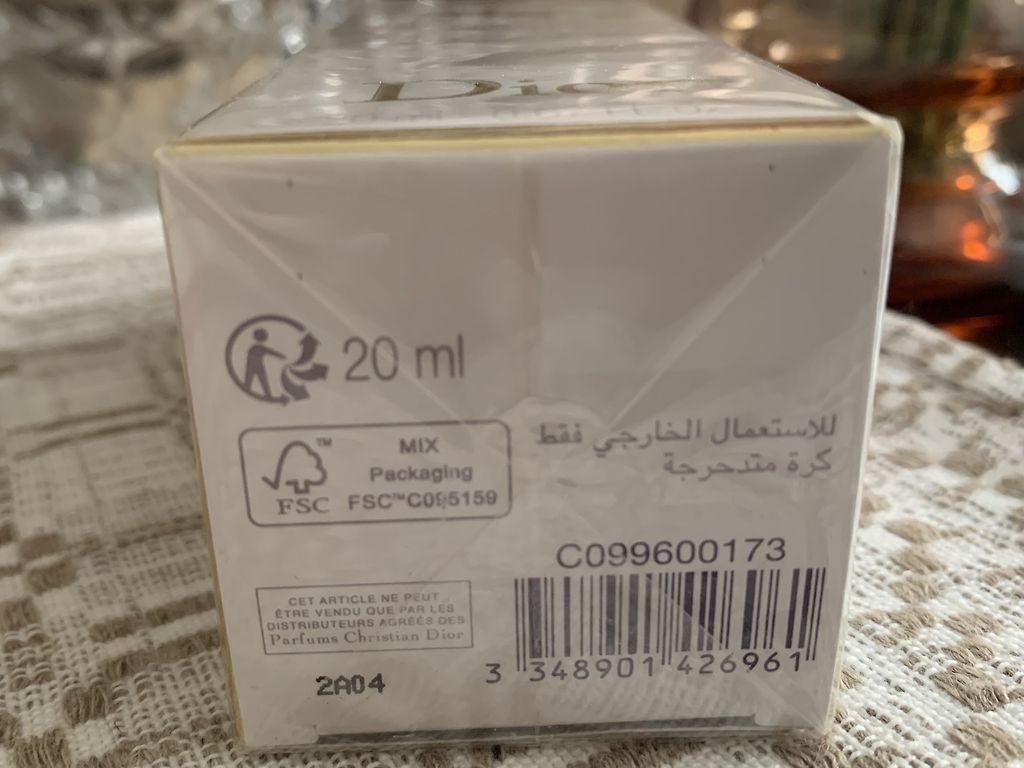 Dior
20 ml
FSC™
MIX
Packaging
FSC™C095159
للاستعمال الخارجي فقط
كرة متدحرجة
C099600173
CET ARTICLE NE PEUT
ÊTRE VENDU QUE PAR LES
DISTRIBUTEURS AGRÉÉS DES
Parfums Christian Dior
3 348901 426961
2A04